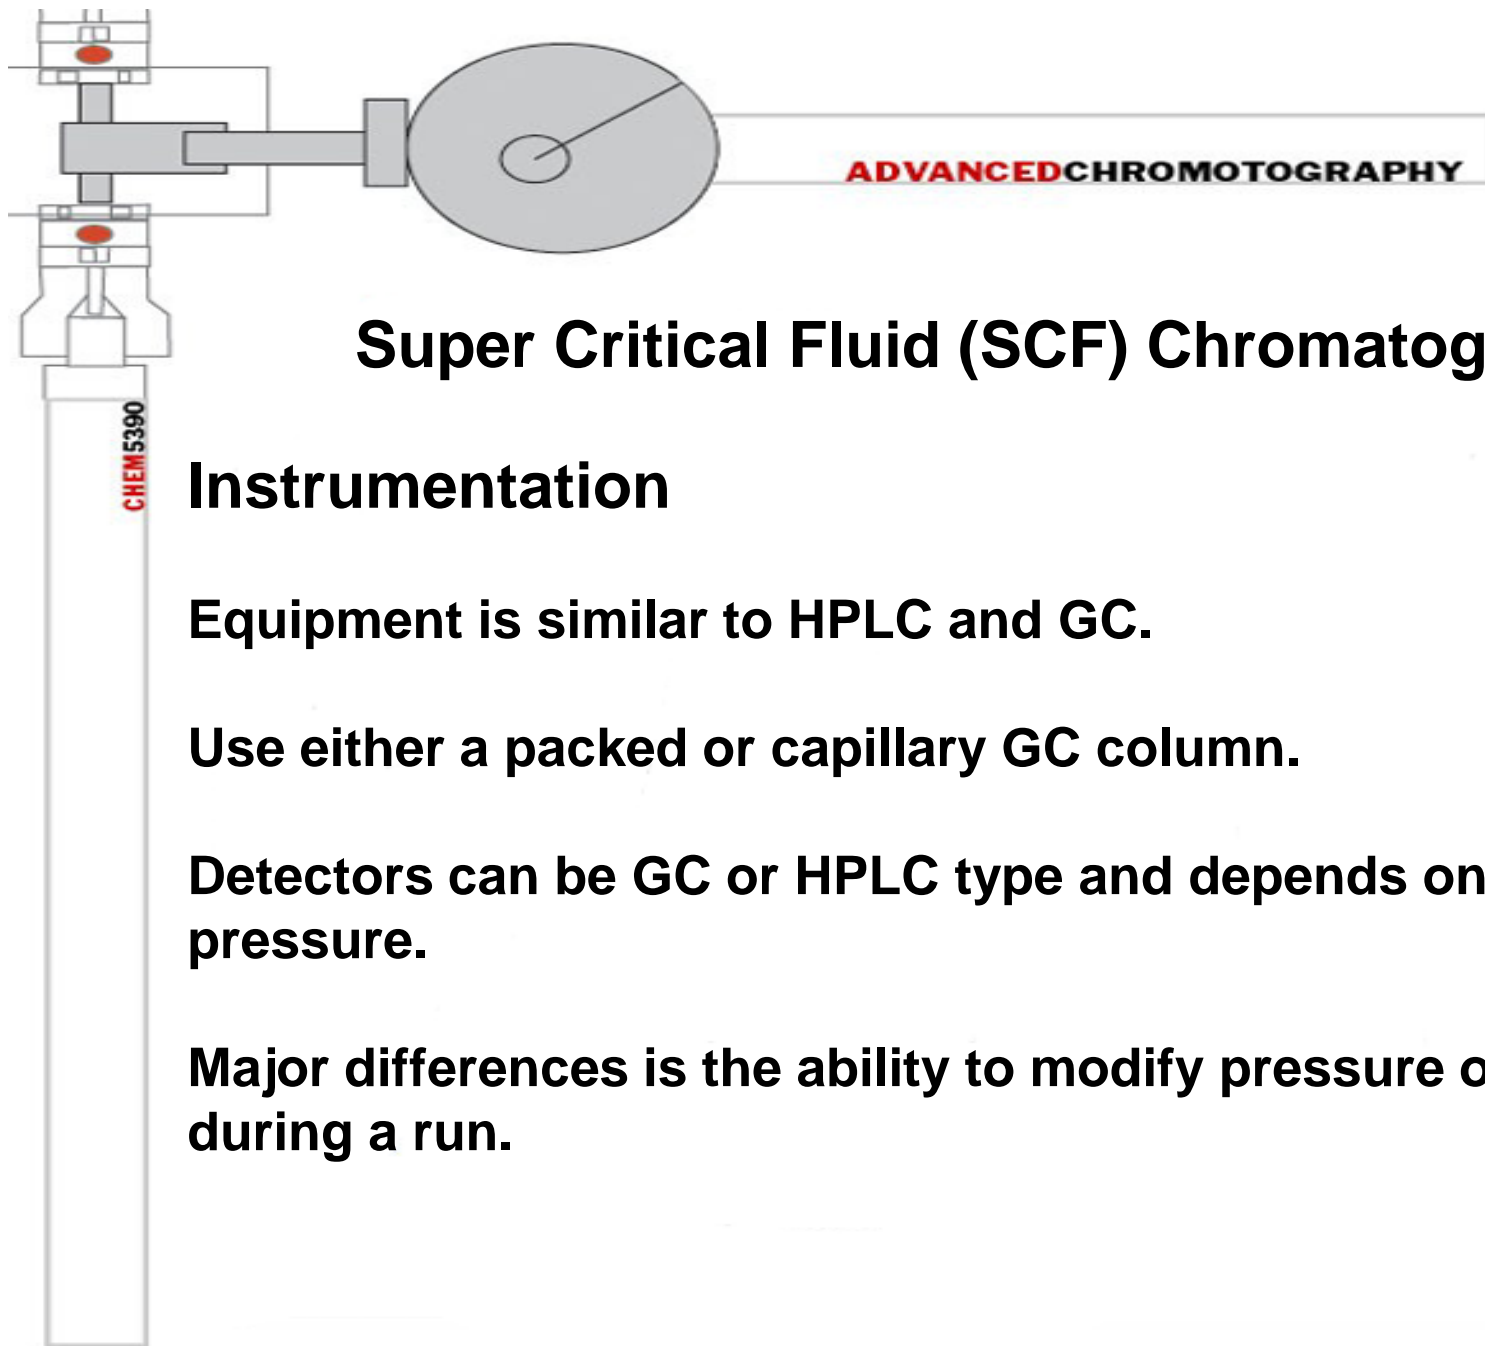 ADVANCEDCHROMOTOGRAPHY
Super Critical Fluid (SCF) Chromatog
CHEM5390
Instrumentation
Equipment is similar to HPLC and GC.
Use either a packed or capillary GC column.
Detectors can be GC or HPLC type and depends on
pressure.
Major differences is the ability to modify pressure o
during a run.